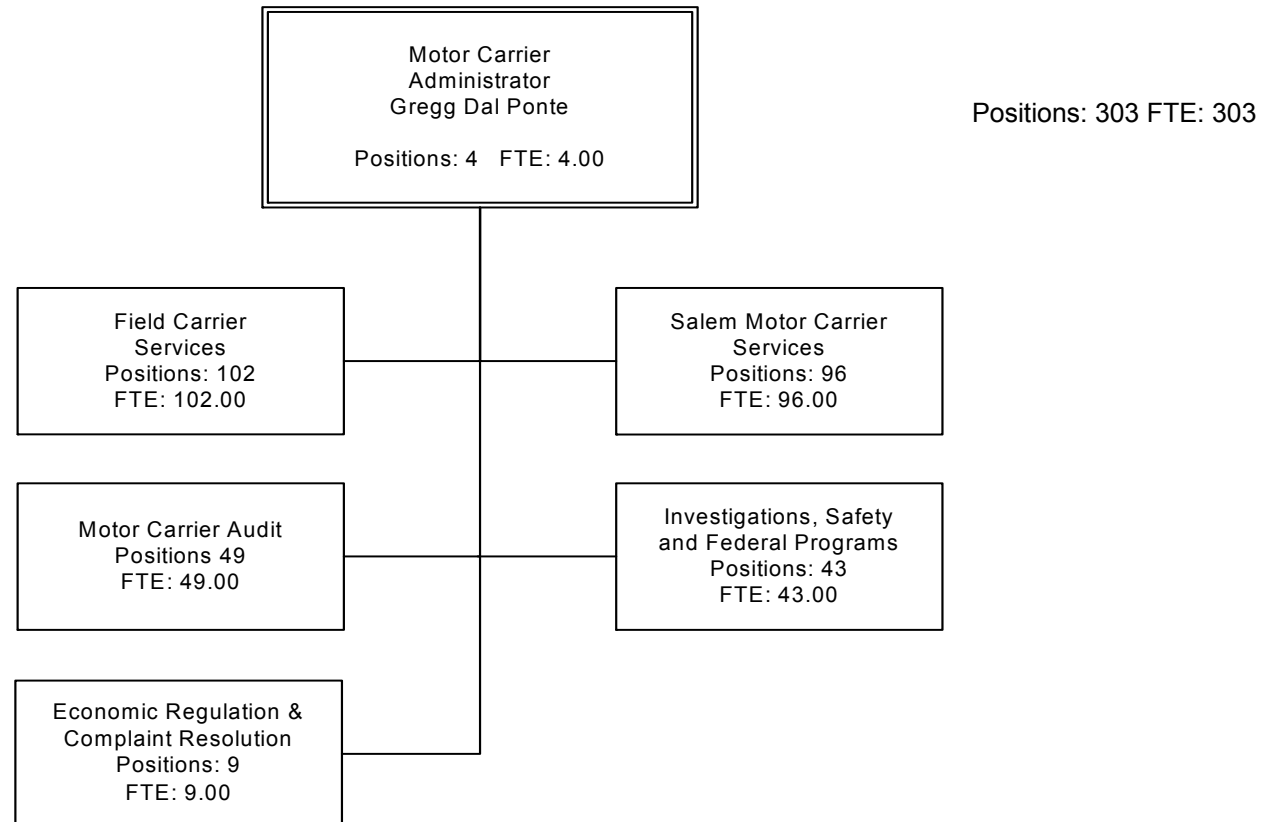 Motor Carrier
Administrator
Gregg Dal Ponte
Positions: 4 FTE: 4.00
Positions: 303 FTE: 303
Field Carrier
Services
Positions: 102
FTE: 102.00
Salem Motor Carrier
Services
Positions: 96
FTE: 96.00
Motor Carrier Audit
Positions 49
FTE: 49.00
Investigations, Safety
and Federal Programs
Positions: 43
FTE: 43.00
Economic Regulation &
Complaint Resolution
Positions: 9
FTE: 9.00